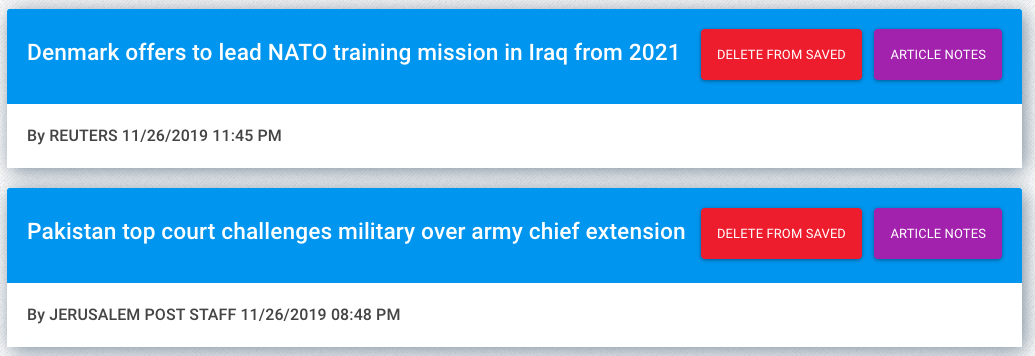 Denmark offers to lead NATO training mission in Iraq from 2021 DELETE FROM SAVED ARTICLE NOTES
By REUTERS 11/26/2019 11:45 PM
Pakistan top court challenges military over army chief extension DELETE FROM SAVED ARTICLE NOTES
By JERUSALEM POST STAFF 11/26/2019 08:48 PM